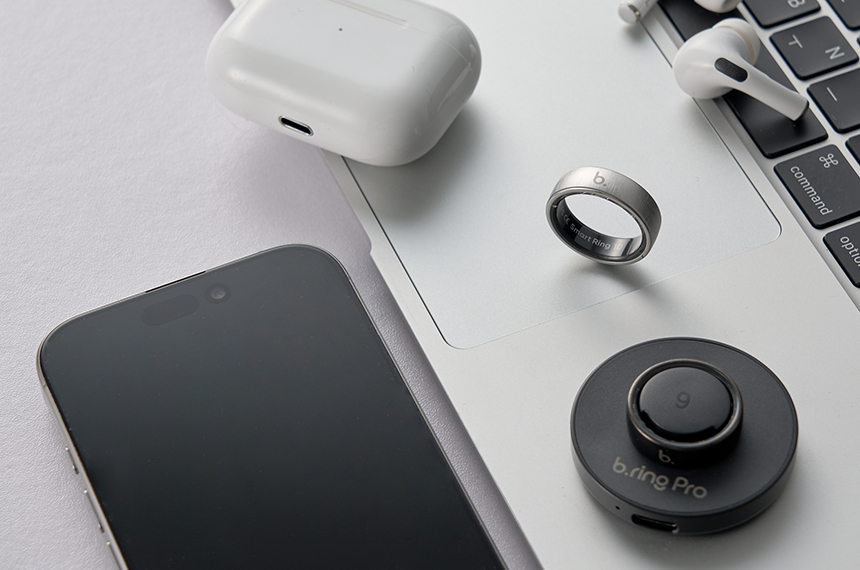 B
T
N
⌘
command
option
b.
Smart Ring
9
b.
b.ring Pro